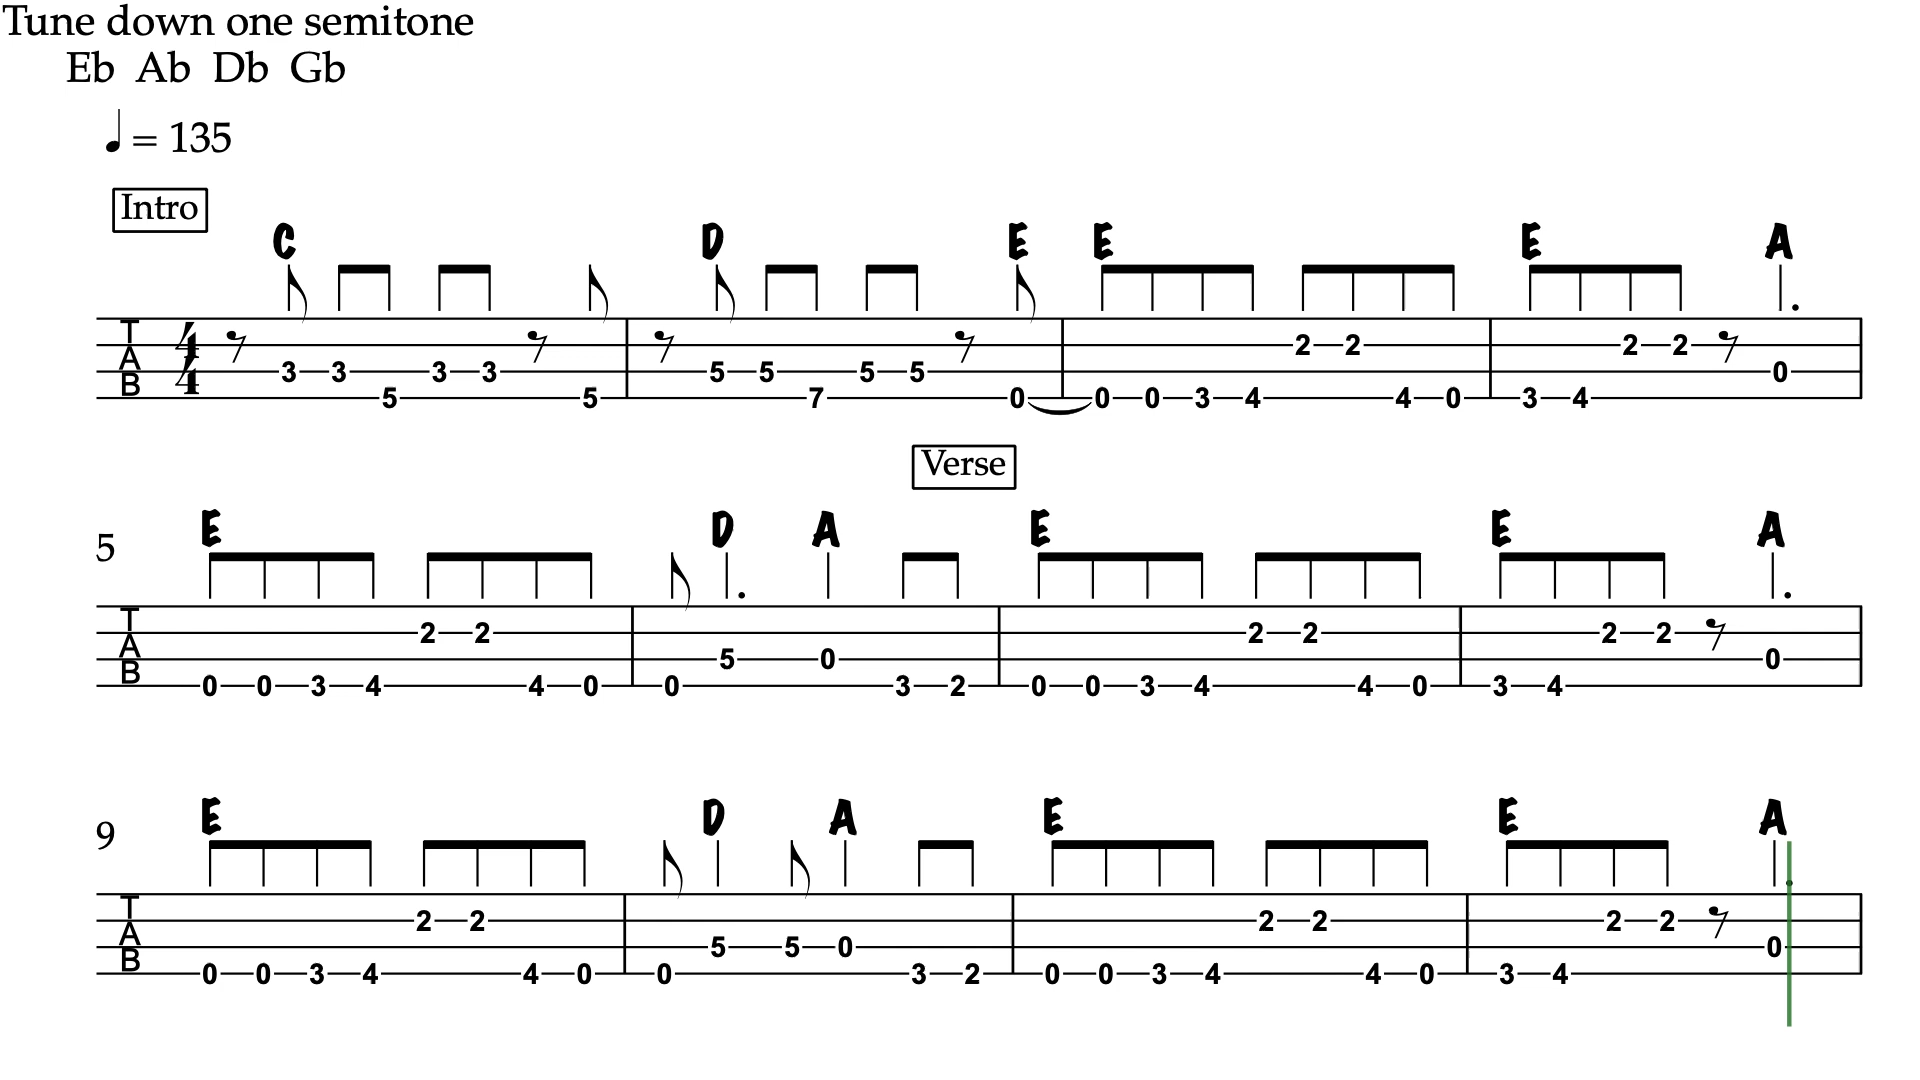 Tune down one semitone
Eb Ab Db Gb
♩ = 135
Intro
C D E E E A
T A B 4 4 3 3 5 3 3 5 5 5 7 5 5 0 0 0 3 4 2 2 4 0 3 4 2 2 0
Verse
5 E D A E E A
T A B 0 0 3 4 2 2 4 0 0 5 0 3 2 0 0 3 4 2 2 4 0 3 4 2 2 0
9 E D A E E A
T A B 0 0 3 4 2 2 4 0 0 5 5 0 3 2 0 0 3 4 2 2 4 0 3 4 2 2 0